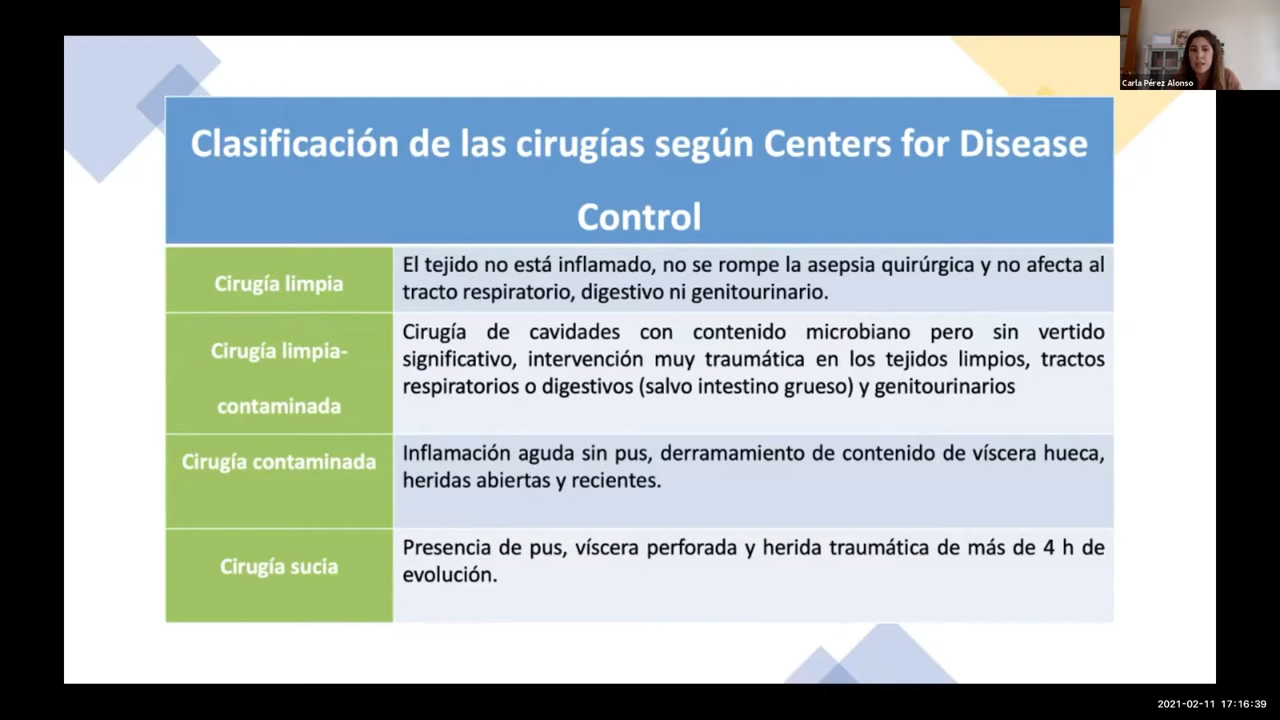 Carla Pérez Alonso
Clasificación de las cirugías según Centers for Disease
Control
Cirugía limpia
El tejido no está inflamado, no se rompe la asepsia quirúrgica y no afecta al
tracto respiratorio, digestivo ni genitourinario.
Cirugía limpia-
contaminada
Cirugía de cavidades con contenido microbiano pero sin vertido
significativo, intervención muy traumática en los tejidos limpios, tractos
respiratorios o digestivos (salvo intestino grueso) y genitourinarios
Cirugía contaminada
Inflamación aguda sin pus, derramamiento de contenido de víscera hueca,
heridas abiertas y recientes.
Cirugía sucia
Presencia de pus, víscera perforada y herida traumática de más de 4 h de
evolución.
2021-02-11 17:16:39